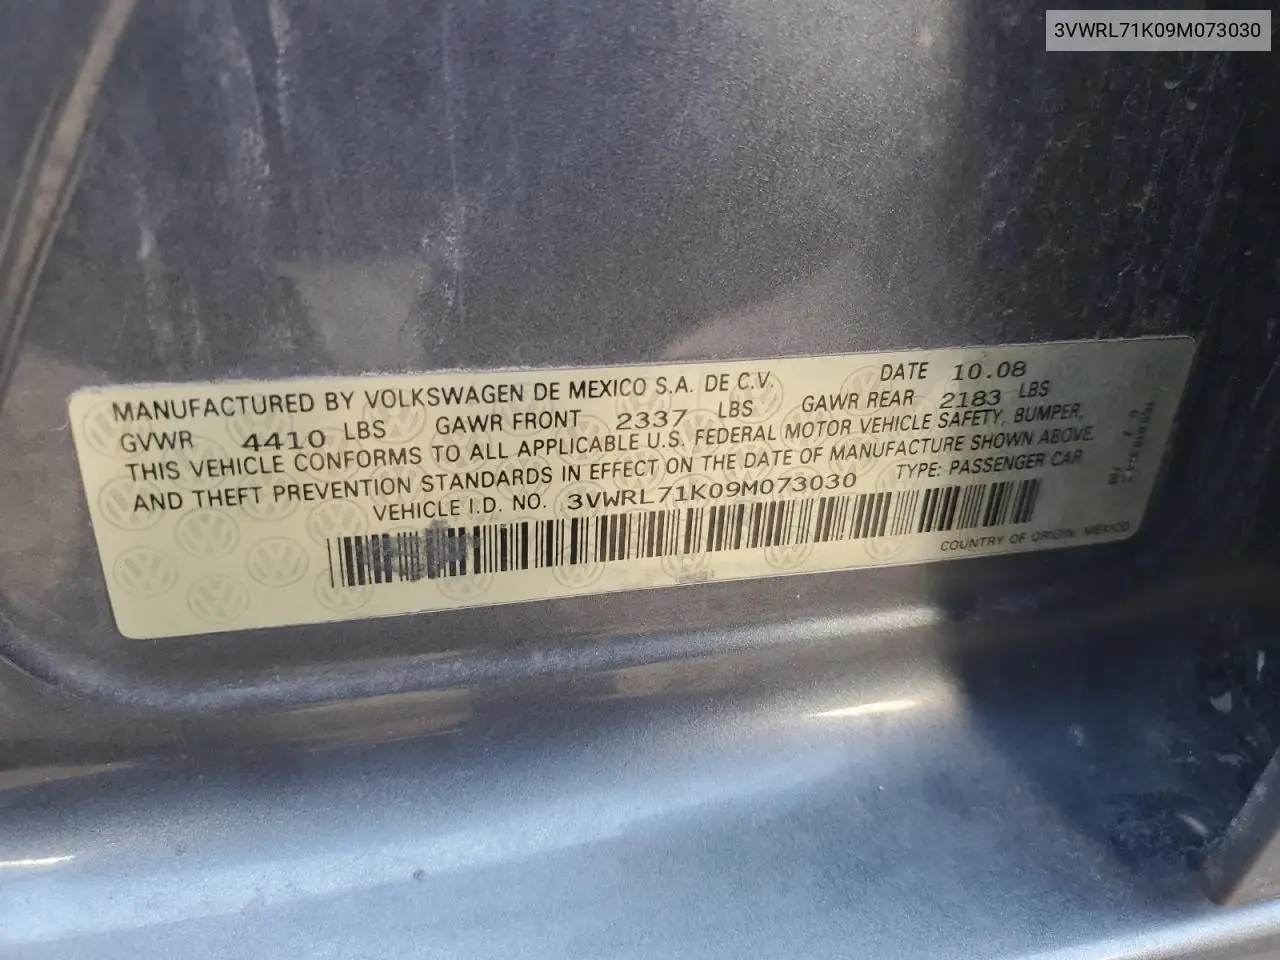 3VWRL71K09M073030
MANUFACTURED BY VOLKSWAGEN DE MEXICO S.A. DE C.V. DATE 10.08
GVWR 4410 LBS GAWR FRONT 2337 LBS GAWR REAR 2183 LBS
THIS VEHICLE CONFORMS TO ALL APPLICABLE U.S. FEDERAL MOTOR VEHICLE SAFETY, BUMPER,
AND THEFT PREVENTION STANDARDS IN EFFECT ON THE DATE OF MANUFACTURE SHOWN ABOVE.
VEHICLE I.D. NO. 3VWRL71K09M073030 TYPE: PASSENGER CAR
COUNTRY OF ORIGIN: MEXICO